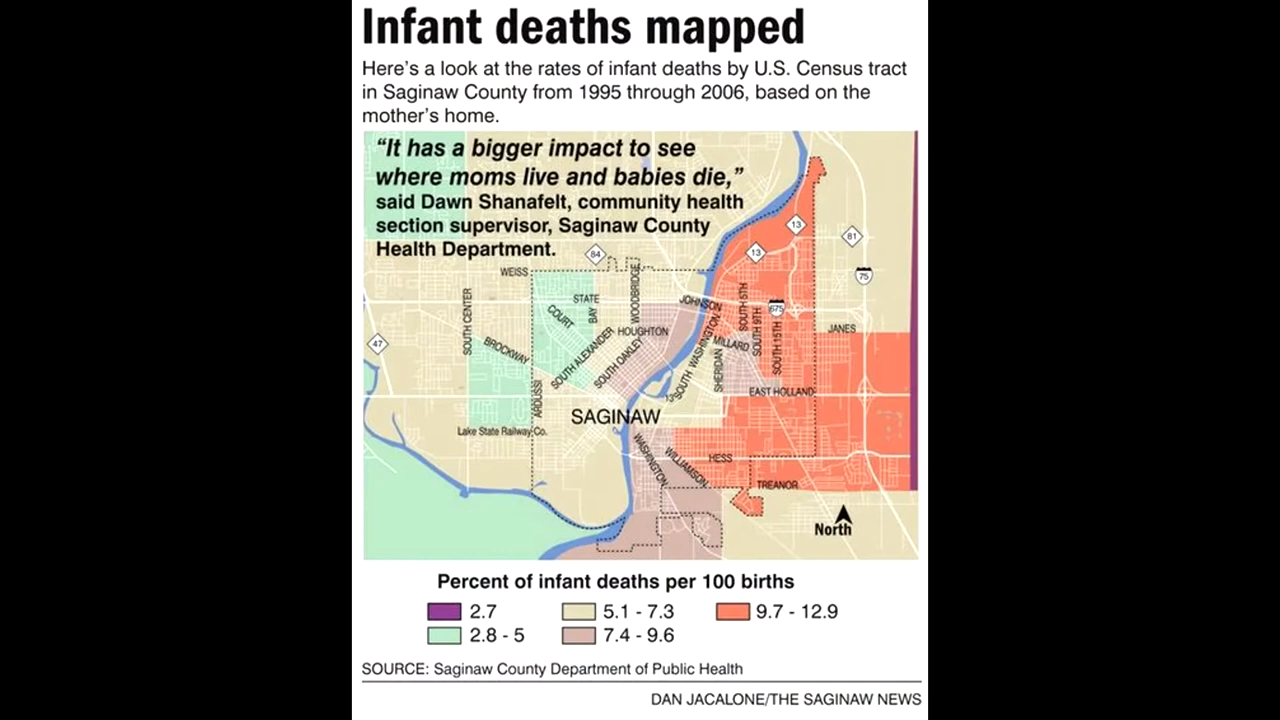 Infant deaths mapped
Here's a look at the rates of infant deaths by U.S. Census tract
in Saginaw County from 1995 through 2006, based on the
mother's home.
“It has a bigger impact to see
where moms live and babies die,”
said Dawn Shanafelt, community health
section supervisor, Saginaw County
Health Department.
13
81
13
84
WEISS
75
WOODBRIDGE
STATE
JOHNSON
SOUTH 5TH
675
BAY
COURT
SOUTH CENTER
HOUGHTON
SOUTH 9TH
JANES
47
BROCKWAY
SOUTH ALEXANDER
SOUTH OAKLEY
SOUTH WASHINGTON
MILLARD
SOUTH 15TH
SHERIDAN
ARDUSSI
13
EAST HOLLAND
SAGINAW
Lake State Railway Co.
WASHINGTON
WILLIAMSON
HESS
TREANOR
North
Percent of infant deaths per 100 births
2.7
5.1 - 7.3
9.7 - 12.9
2.8 - 5
7.4 - 9.6
SOURCE: Saginaw County Department of Public Health
DAN JACALONE/THE SAGINAW NEWS